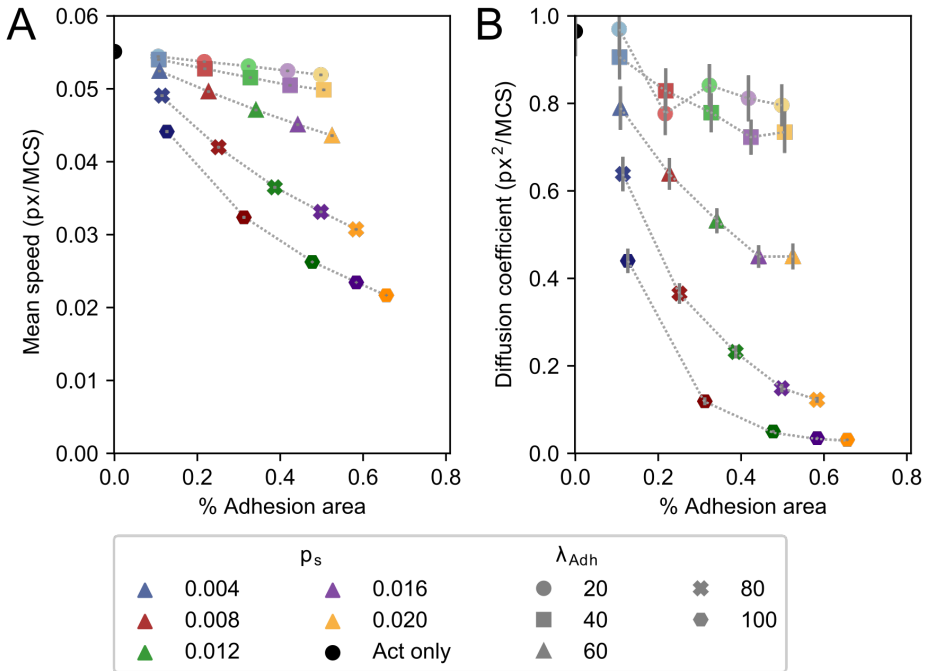 A
B
0.06
0.05
0.04
0.03
0.02
0.01
0.00
Mean speed (px/MCS)
0.0 0.2 0.4 0.6 0.8
% Adhesion area
1.0
0.8
0.6
0.4
0.2
0.0
Diffusion coefficient (px²/MCS)
0.0 0.2 0.4 0.6 0.8
% Adhesion area
pₛ λAdh
0.004 0.016 20 80
0.008 0.020 40 100
0.012 Act only 60